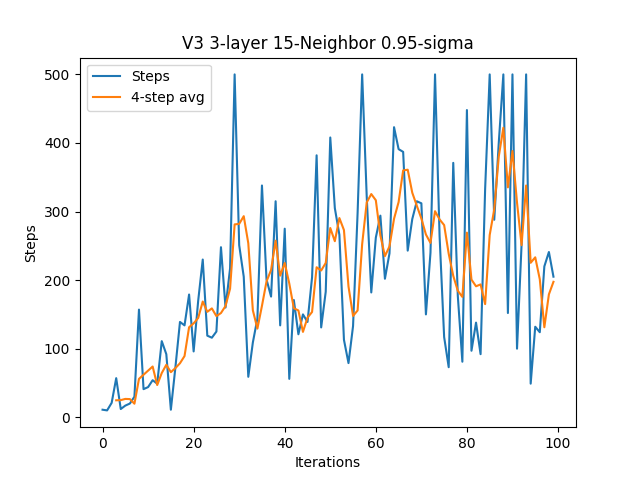 V3 3-layer 15-Neighbor 0.95-sigma
Steps
4-step avg
500
400
300
200
100
0
Steps
0 20 40 60 80 100
Iterations